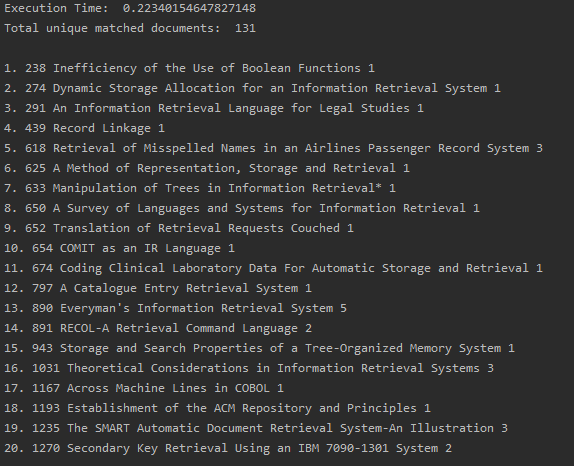 Execution Time:  0.22340154647827148
Total unique matched documents:  131
1. 238 Inefficiency of the Use of Boolean Functions 1
2. 274 Dynamic Storage Allocation for an Information Retrieval System 1
3. 291 An Information Retrieval Language for Legal Studies 1
4. 439 Record Linkage 1
5. 618 Retrieval of Misspelled Names in an Airlines Passenger Record System 3
6. 625 A Method of Representation, Storage and Retrieval 1
7. 633 Manipulation of Trees in Information Retrieval* 1
8. 650 A Survey of Languages and Systems for Information Retrieval 1
9. 652 Translation of Retrieval Requests Couched 1
10. 654 COMIT as an IR Language 1
11. 674 Coding Clinical Laboratory Data For Automatic Storage and Retrieval 1
12. 797 A Catalogue Entry Retrieval System 1
13. 890 Everyman's Information Retrieval System 5
14. 891 RECOL-A Retrieval Command Language 2
15. 943 Storage and Search Properties of a Tree-Organized Memory System 1
16. 1031 Theoretical Considerations in Information Retrieval Systems 3
17. 1167 Across Machine Lines in COBOL 1
18. 1193 Establishment of the ACM Repository and Principles 1
19. 1235 The SMART Automatic Document Retrieval System-An Illustration 3
20. 1270 Secondary Key Retrieval Using an IBM 7090-1301 System 2